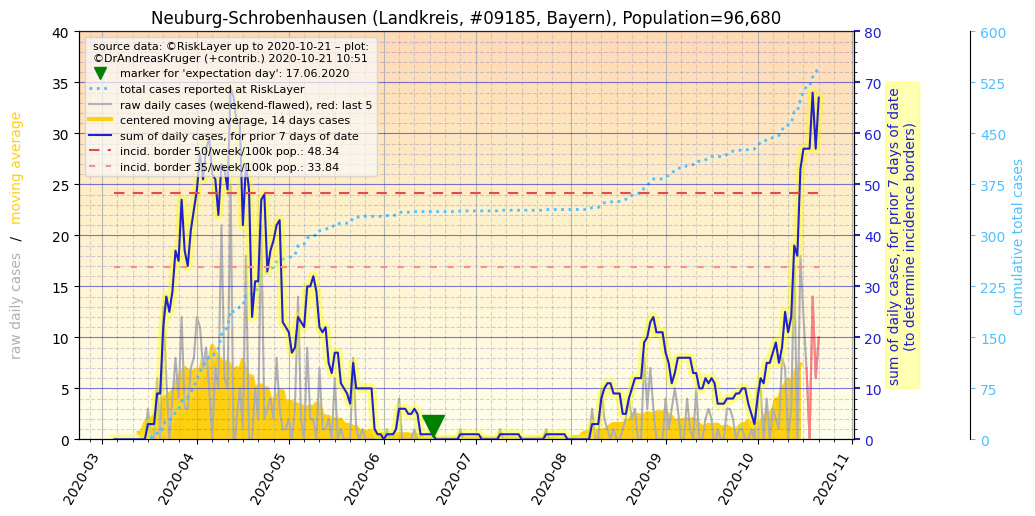 Neuburg-Schrobenhausen (Landkreis, #09185, Bayern), Population=96,680
source data: ©RiskLayer up to 2020-10-21 – plot:
©DrAndreasKruger (+contrib.) 2020-10-21 10:51
marker for 'expectation day': 17.06.2020
total cases reported at RiskLayer
raw daily cases (weekend-flawed), red: last 5
centered moving average, 14 days cases
sum of daily cases, for prior 7 days of date
incid. border 50/week/100k pop.: 48.34
incid. border 35/week/100k pop.: 33.84
raw daily cases / moving average
40
35
30
25
20
15
10
5
0
80
70
60
50
40
30
20
10
0
sum of daily cases, for prior 7 days of date
(to determine incidence borders)
600
525
450
375
300
225
150
75
0
cumulative total cases
2020-03
2020-04
2020-05
2020-06
2020-07
2020-08
2020-09
2020-10
2020-11